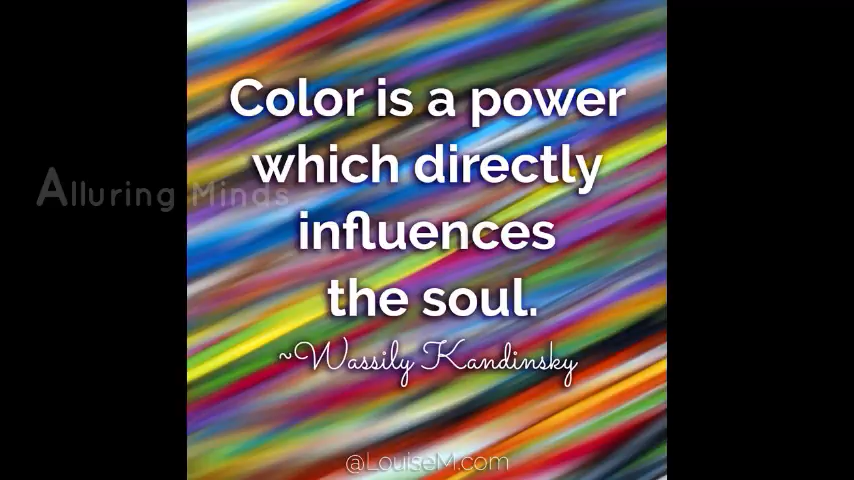 Color is a power
which directly
Alluring Minds
influences
the soul.
~Wassily Kandinsky
@LouiseM.com